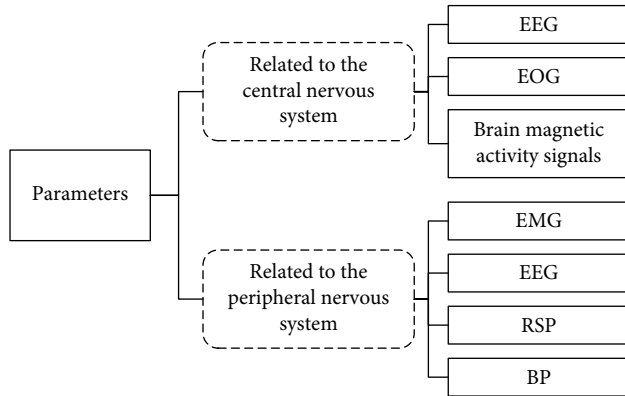 Parameters
Related to the
central nervous
system
EEG
EOG
Brain magnetic
activity signals
Related to the
peripheral nervous
system
EMG
EEG
RSP
BP